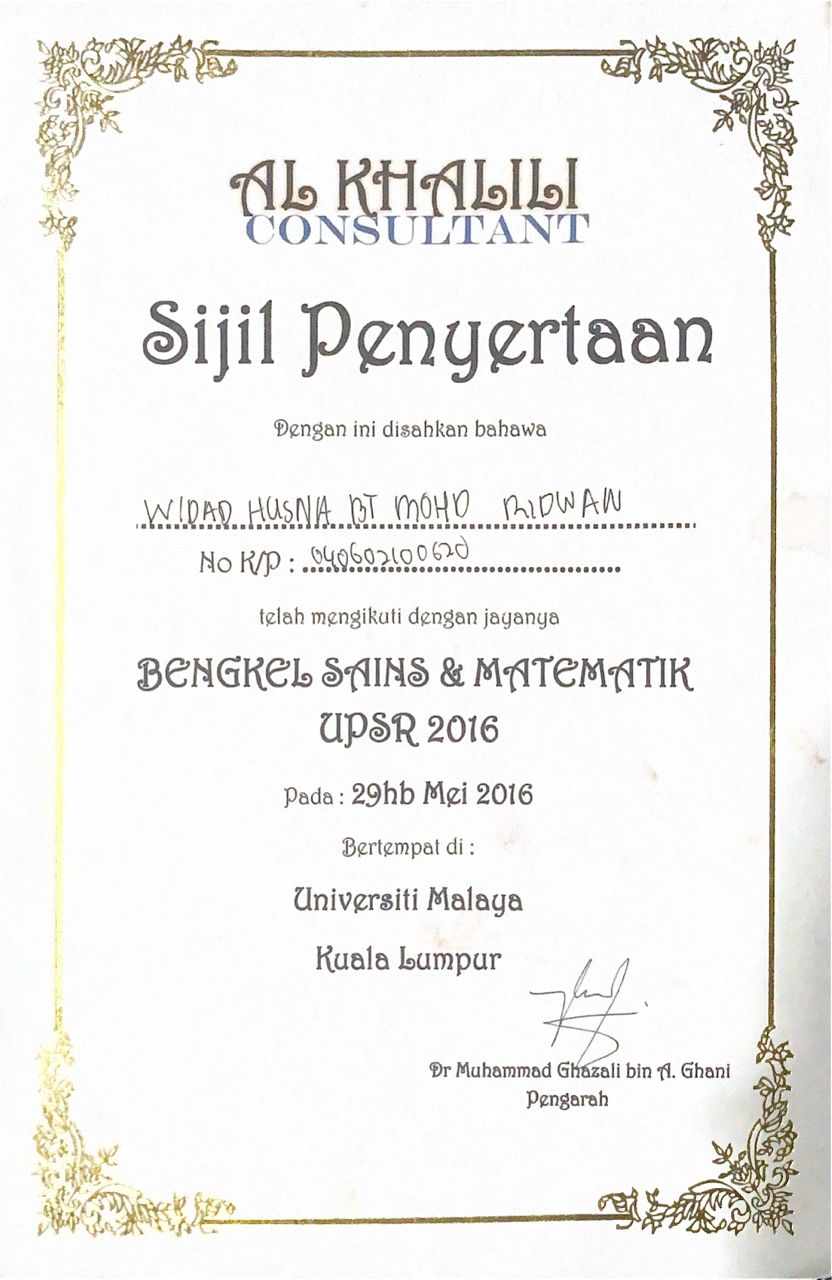 AL KHALILI
CONSULTANT
Sijil Penyertaan
Dengan ini disahkan bahawa
WIDAD HUSNA BT MOHD RIDWAN
No K/P : 040602100620
telah mengikuti dengan jayanya
BENGKEL SAINS & MATEMATIK
UPSR 2016
Pada : 29hb Mei 2016
Bertempat di :
Universiti Malaya
Kuala Lumpur
Dr Muhammad Ghazali bin A. Ghani
Pengarah